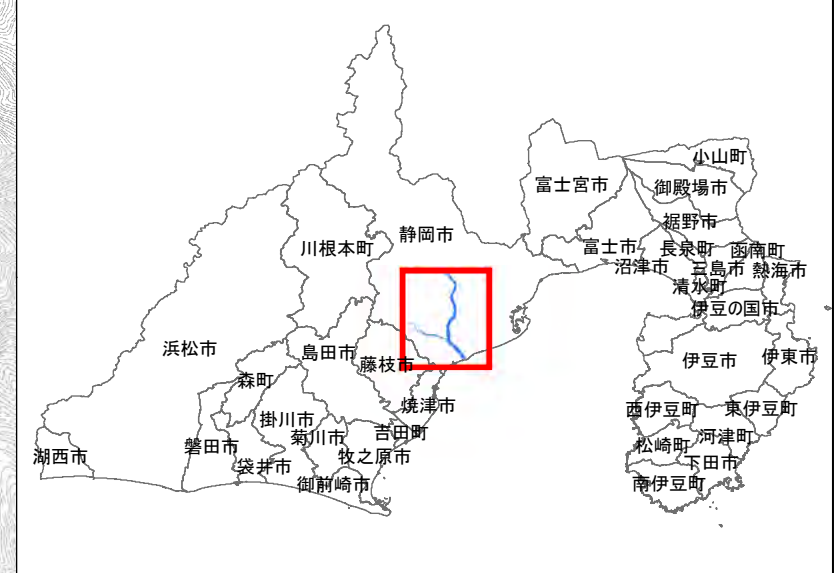 小山町
富士宮市
御殿場市
裾野市
静岡市
川根本町
富士市
長泉町
函南町
沼津市
三島市
熱海市
清水町
伊豆の国市
浜松市
島田市
藤枝市
伊豆市
伊東市
森町
焼津市
西伊豆町
東伊豆町
掛川市
菊川市
吉田町
河津町
磐田市
松崎町
湖西市
袋井市
牧之原市
下田市
御前崎市
南伊豆町